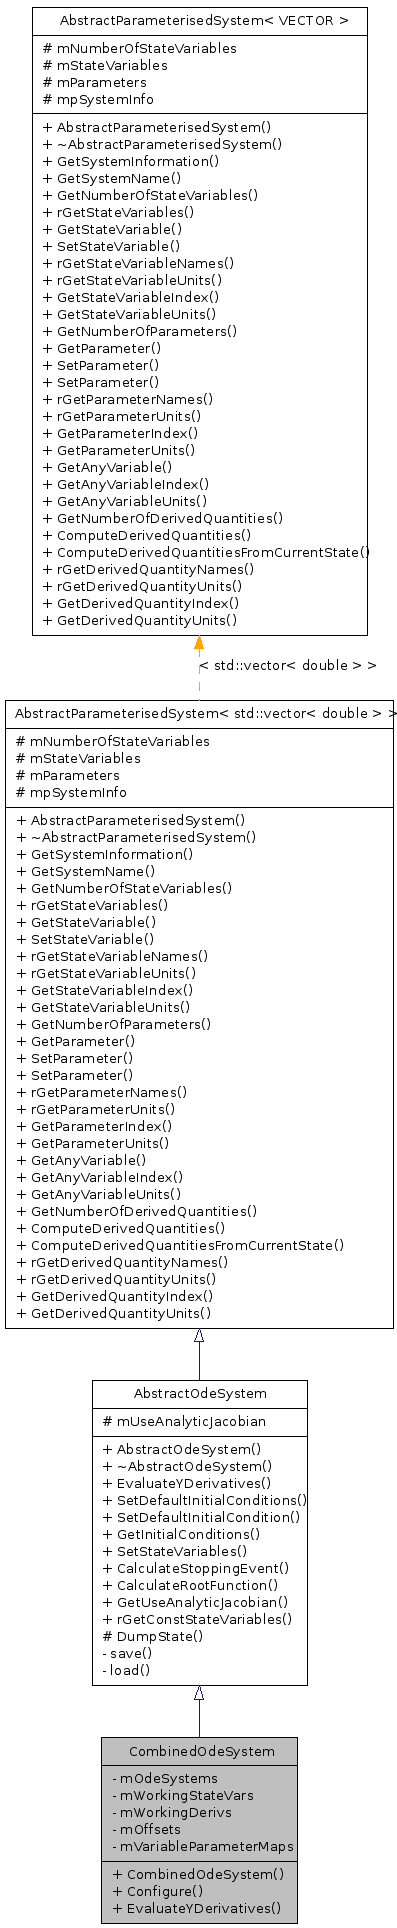 AbstractParameterisedSystem< VECTOR >
# mNumberOfStateVariables
# mStateVariables
# mParameters
# mpSystemInfo
+ AbstractParameterisedSystem()
+ ~AbstractParameterisedSystem()
+ GetSystemInformation()
+ GetSystemName()
+ GetNumberOfStateVariables()
+ rGetStateVariables()
+ GetStateVariable()
+ SetStateVariable()
+ rGetStateVariableNames()
+ rGetStateVariableUnits()
+ GetStateVariableIndex()
+ GetStateVariableUnits()
+ GetNumberOfParameters()
+ GetParameter()
+ SetParameter()
+ SetParameter()
+ rGetParameterNames()
+ rGetParameterUnits()
+ GetParameterIndex()
+ GetParameterUnits()
+ GetAnyVariable()
+ GetAnyVariableIndex()
+ GetAnyVariableUnits()
+ GetNumberOfDerivedQuantities()
+ ComputeDerivedQuantities()
+ ComputeDerivedQuantitiesFromCurrentState()
+ rGetDerivedQuantityNames()
+ rGetDerivedQuantityUnits()
+ GetDerivedQuantityIndex()
+ GetDerivedQuantityUnits()
< std::vector< double > >
AbstractParameterisedSystem< std::vector< double > >
# mNumberOfStateVariables
# mStateVariables
# mParameters
# mpSystemInfo
+ AbstractParameterisedSystem()
+ ~AbstractParameterisedSystem()
+ GetSystemInformation()
+ GetSystemName()
+ GetNumberOfStateVariables()
+ rGetStateVariables()
+ GetStateVariable()
+ SetStateVariable()
+ rGetStateVariableNames()
+ rGetStateVariableUnits()
+ GetStateVariableIndex()
+ GetStateVariableUnits()
+ GetNumberOfParameters()
+ GetParameter()
+ SetParameter()
+ SetParameter()
+ rGetParameterNames()
+ rGetParameterUnits()
+ GetParameterIndex()
+ GetParameterUnits()
+ GetAnyVariable()
+ GetAnyVariableIndex()
+ GetAnyVariableUnits()
+ GetNumberOfDerivedQuantities()
+ ComputeDerivedQuantities()
+ ComputeDerivedQuantitiesFromCurrentState()
+ rGetDerivedQuantityNames()
+ rGetDerivedQuantityUnits()
+ GetDerivedQuantityIndex()
+ GetDerivedQuantityUnits()
AbstractOdeSystem
# mUseAnalyticJacobian
+ AbstractOdeSystem()
+ ~AbstractOdeSystem()
+ EvaluateYDerivatives()
+ SetDefaultInitialConditions()
+ SetDefaultInitialCondition()
+ GetInitialConditions()
+ SetStateVariables()
+ CalculateStoppingEvent()
+ CalculateRootFunction()
+ GetUseAnalyticJacobian()
+ rGetConstStateVariables()
# DumpState()
- save()
- load()
CombinedOdeSystem
- mOdeSystems
- mWorkingStateVars
- mWorkingDerivs
- mOffsets
- mVariableParameterMaps
+ CombinedOdeSystem()
+ Configure()
+ EvaluateYDerivatives()